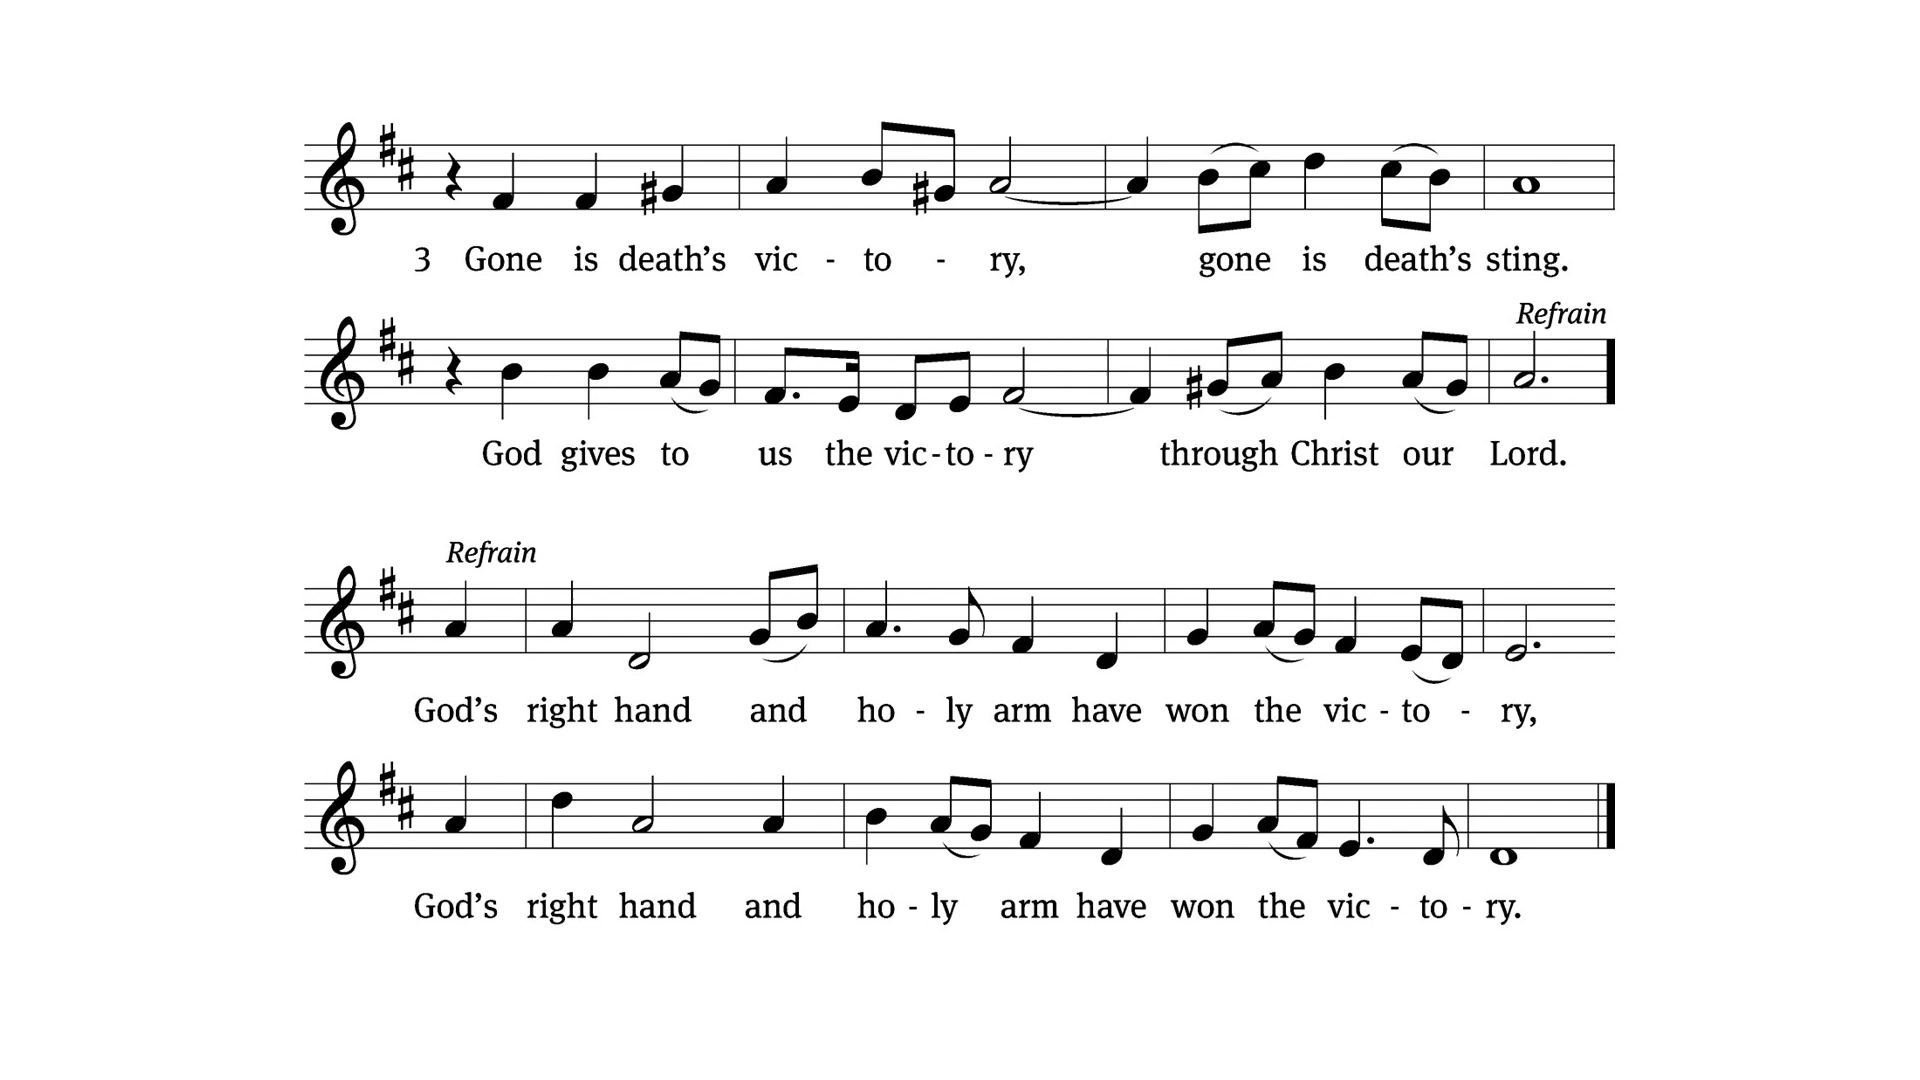 3 Gone is death's vic - to - ry, gone is death's sting.
Refrain
God gives to us the vic - to - ry through Christ our Lord.
Refrain
God's right hand and ho - ly arm have won the vic - to - ry,
God's right hand and ho - ly arm have won the vic - to - ry.